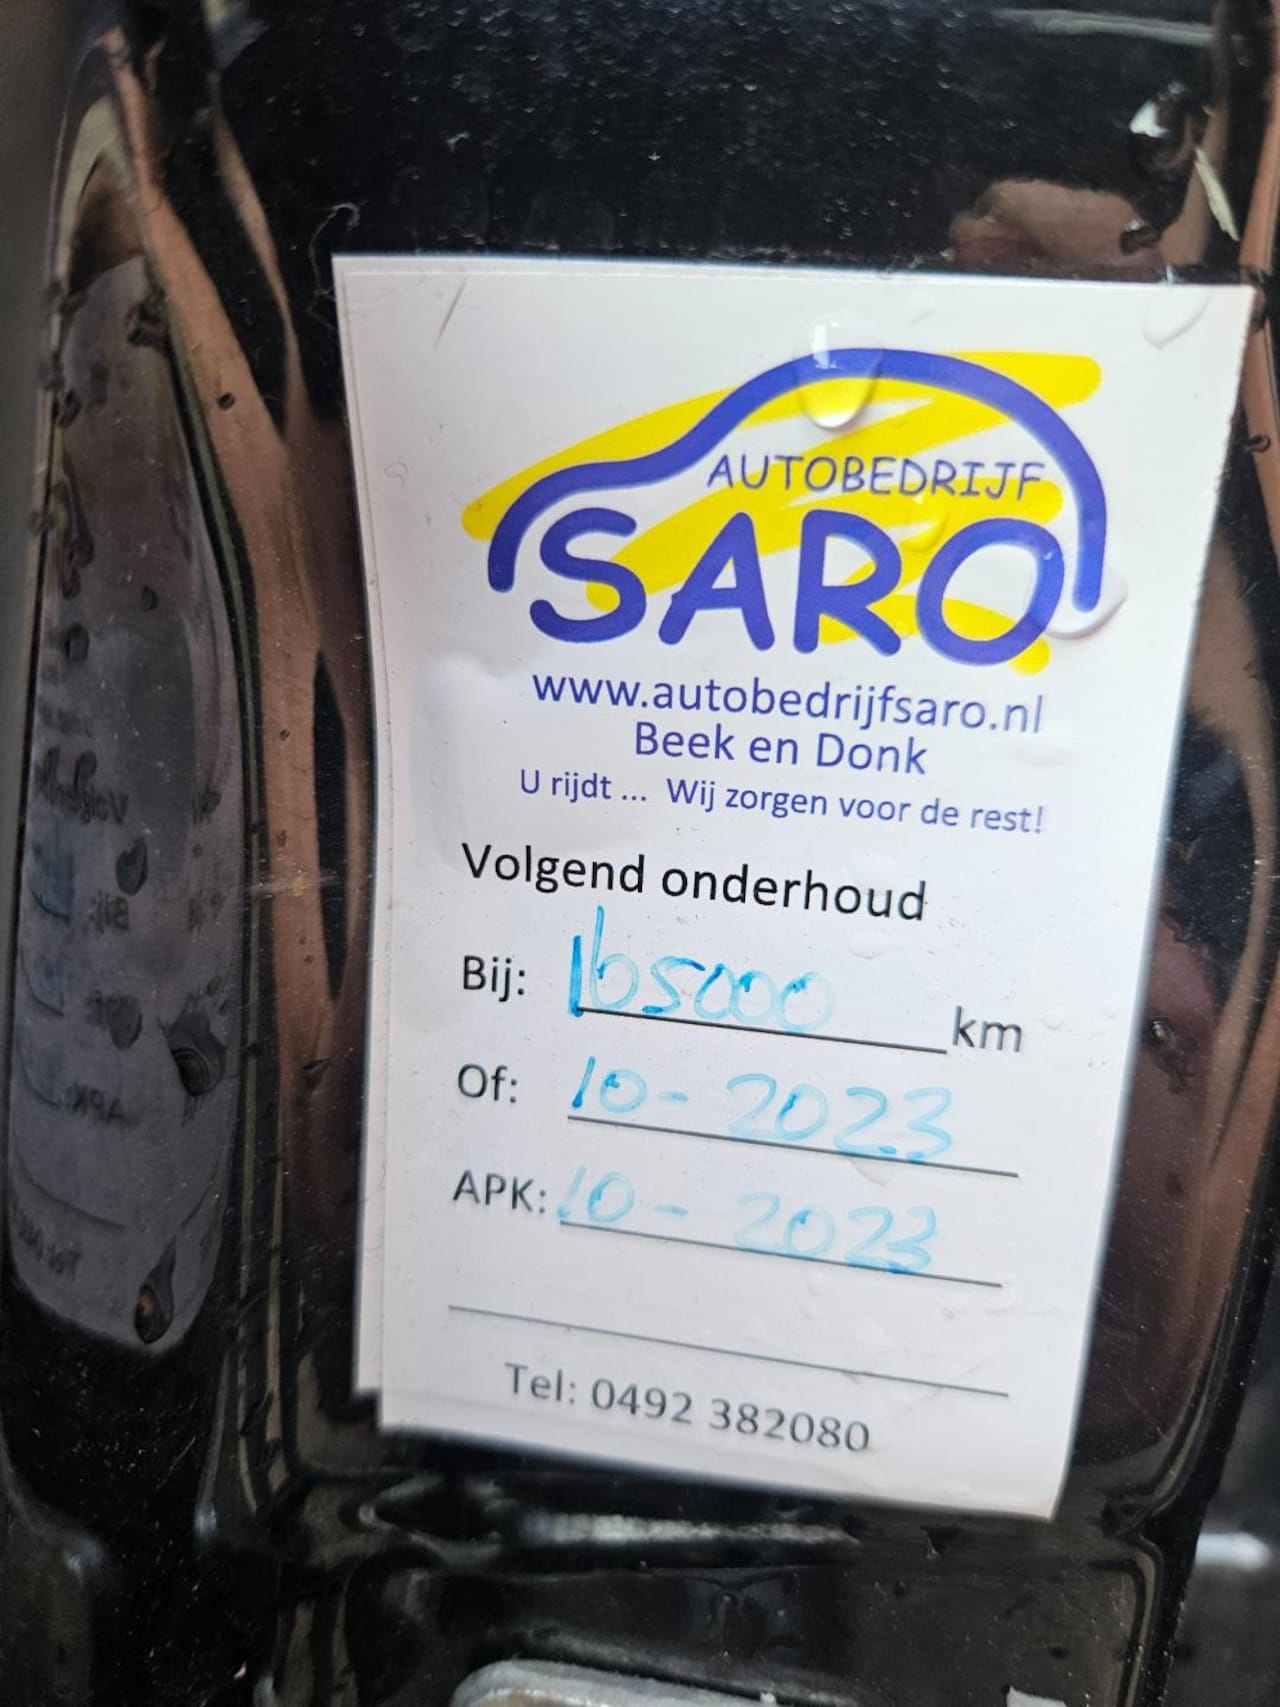 AUTOBEDRIJF
SARO
www.autobedrijfsaro.nl
Beek en Donk
U rijdt ... Wij zorgen voor de rest!
Volgend onderhoud
Bij: 165000 km
Of: 10-2023
APK: 10-2023
Tel: 0492 382080